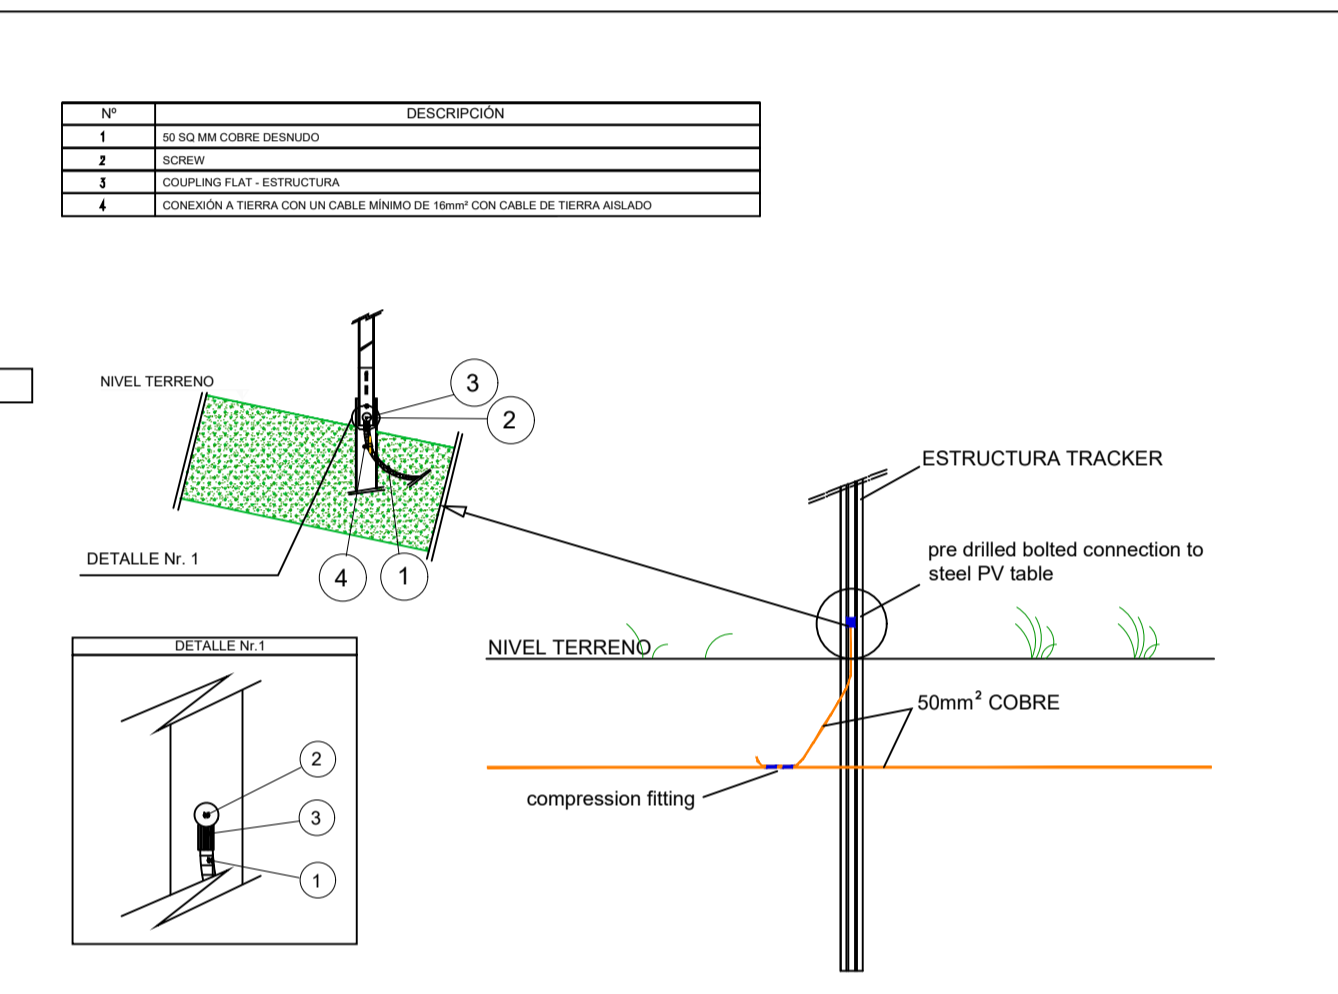 Nº DESCRIPCIÓN
1 50 SQ MM COBRE DESNUDO
2 SCREW
3 COUPLING FLAT - ESTRUCTURA
4 CONEXIÓN A TIERRA CON UN CABLE MÍNIMO DE 16mm² CON CABLE DE TIERRA AISLADO
NIVEL TERRENO
3
2
DETALLE Nr. 1
4
1
ESTRUCTURA TRACKER
pre drilled bolted connection to
steel PV table
NIVEL TERRENO
50mm² COBRE
compression fitting
DETALLE Nr.1
2
3
1